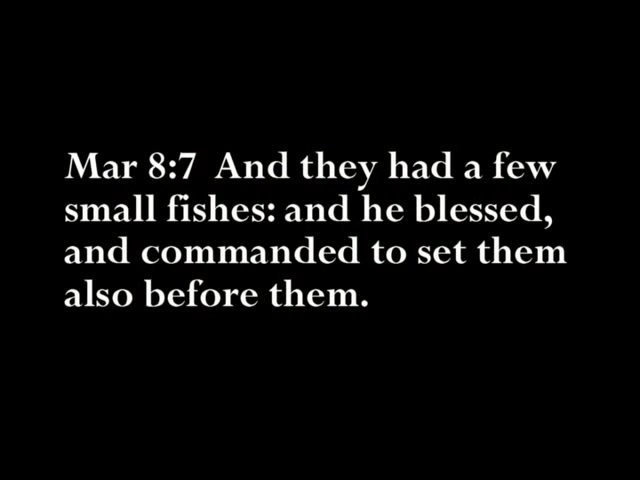 Mar 8:7  And they had a few
small fishes: and he blessed,
and commanded to set them
also before them.